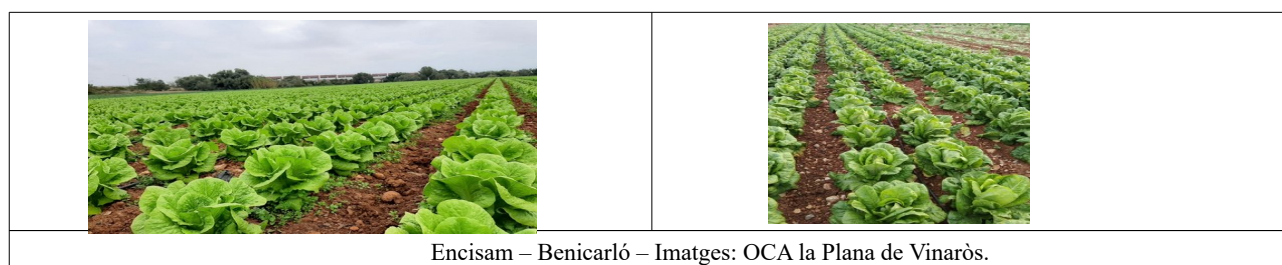 Encisam – Benicarló – Imatges: OCA la Plana de Vinaròs.